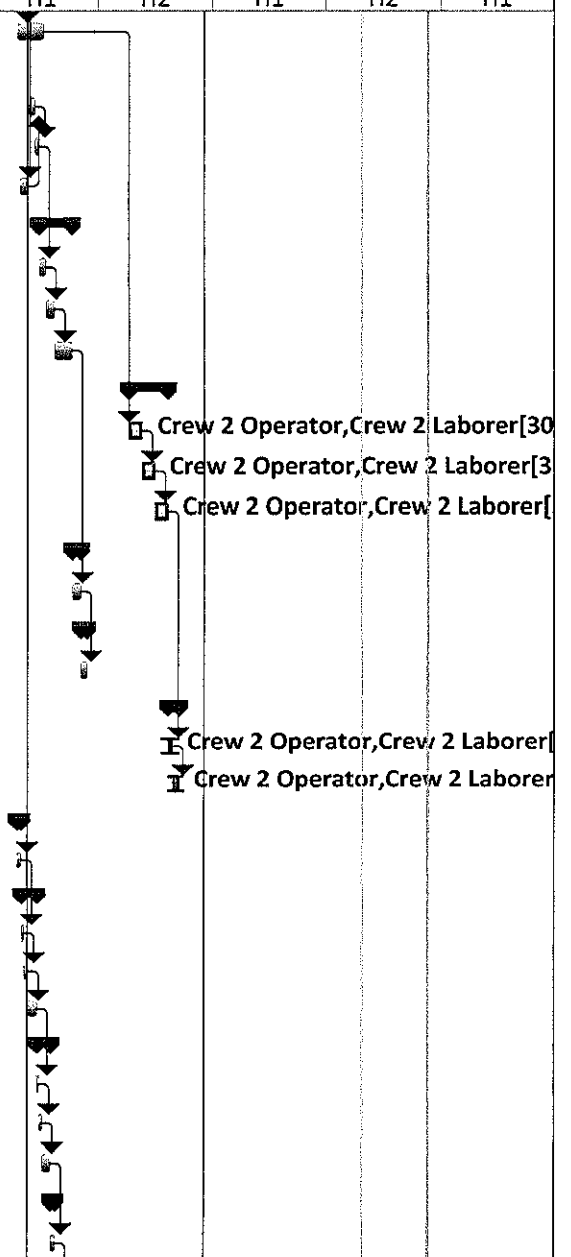 H1 H2 H1 H2 H1
Crew 2 Operator,Crew 2 Laborer[30
Crew 2 Operator,Crew 2 Laborer[3
Crew 2 Operator,Crew 2 Laborer[
Crew 2 Operator,Crew 2 Laborer[
Crew 2 Operator,Crew 2 Laborer